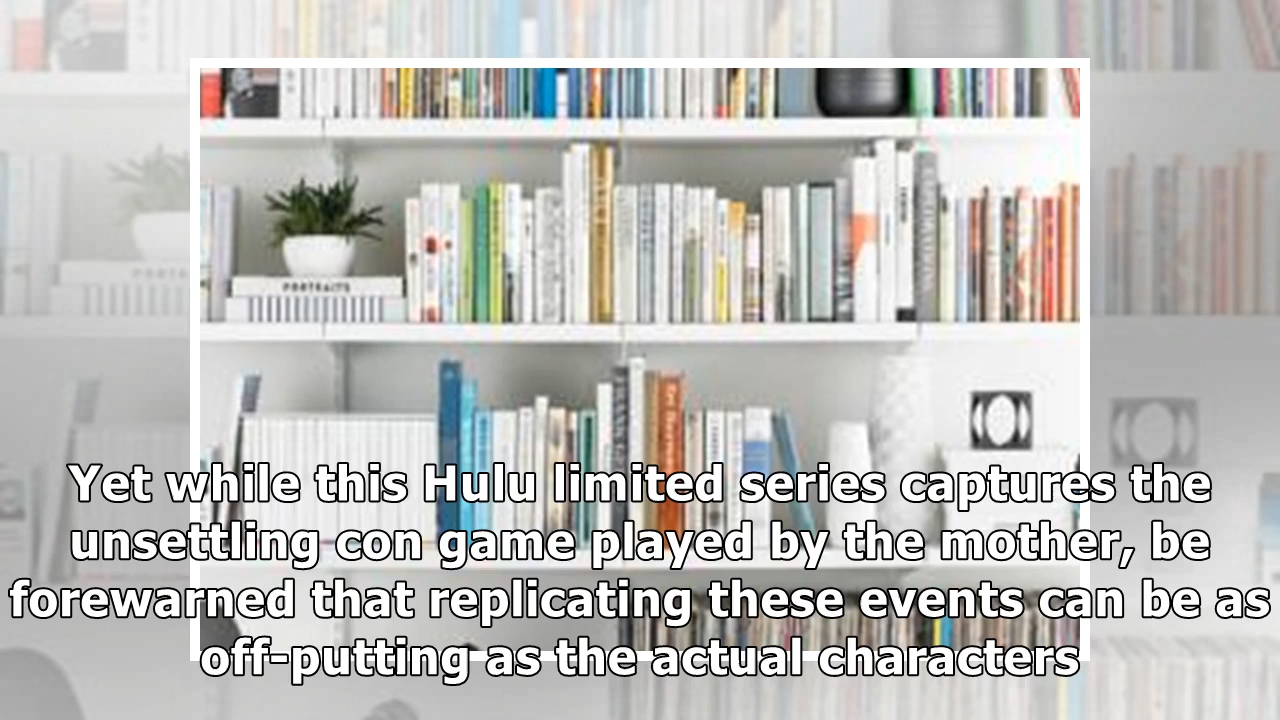 PORTRAITS
Yet while this Hulu limited series captures the
unsettling con game played by the mother, be
forewarned that replicating these events can be as
off-putting as the actual characters